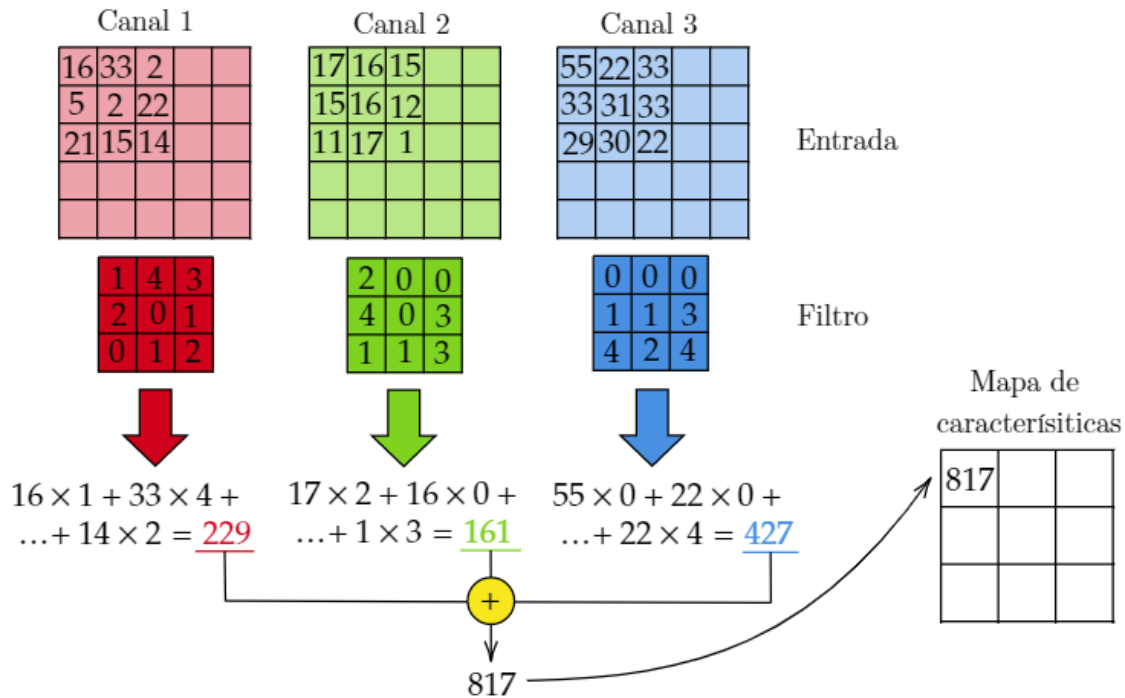 Canal 1 Canal 2 Canal 3
16 33 2 17 16 15 55 22 33
5 2 22 15 16 12 33 31 33
21 15 14 11 17 1 29 30 22
Entrada
1 4 3 2 0 0 0 0 0
2 0 1 4 0 3 1 1 3
0 1 2 1 1 3 4 2 4
Filtro
16 × 1 + 33 × 4 +
...+ 14 × 2 = 229
17 × 2 + 16 × 0 +
...+ 1 × 3 = 161
55 × 0 + 22 × 0 +
...+ 22 × 4 = 427
+
817
Mapa de
caracterísiticas
817